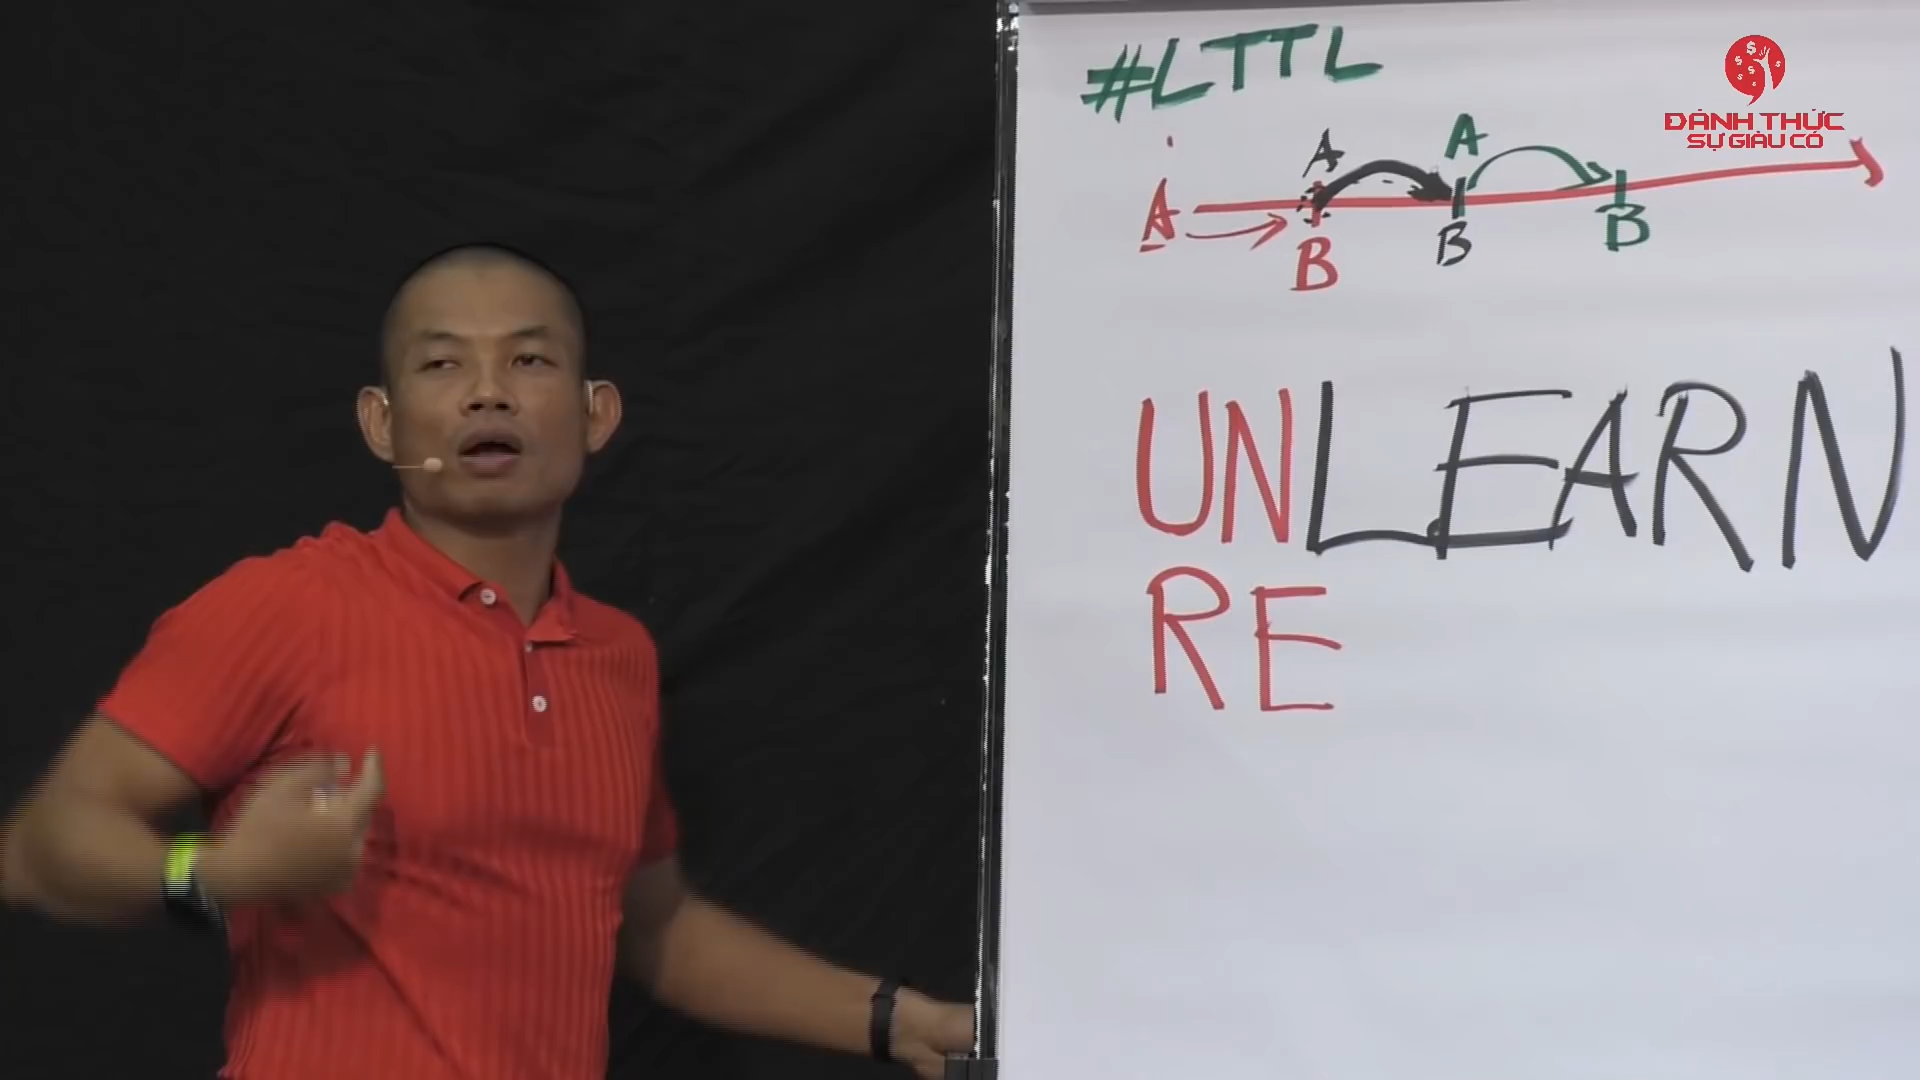 #LTTL
ĐÁNH THỨC
SỰ GIÀU CÓ
A A A
B B B
UNLEARN
RE